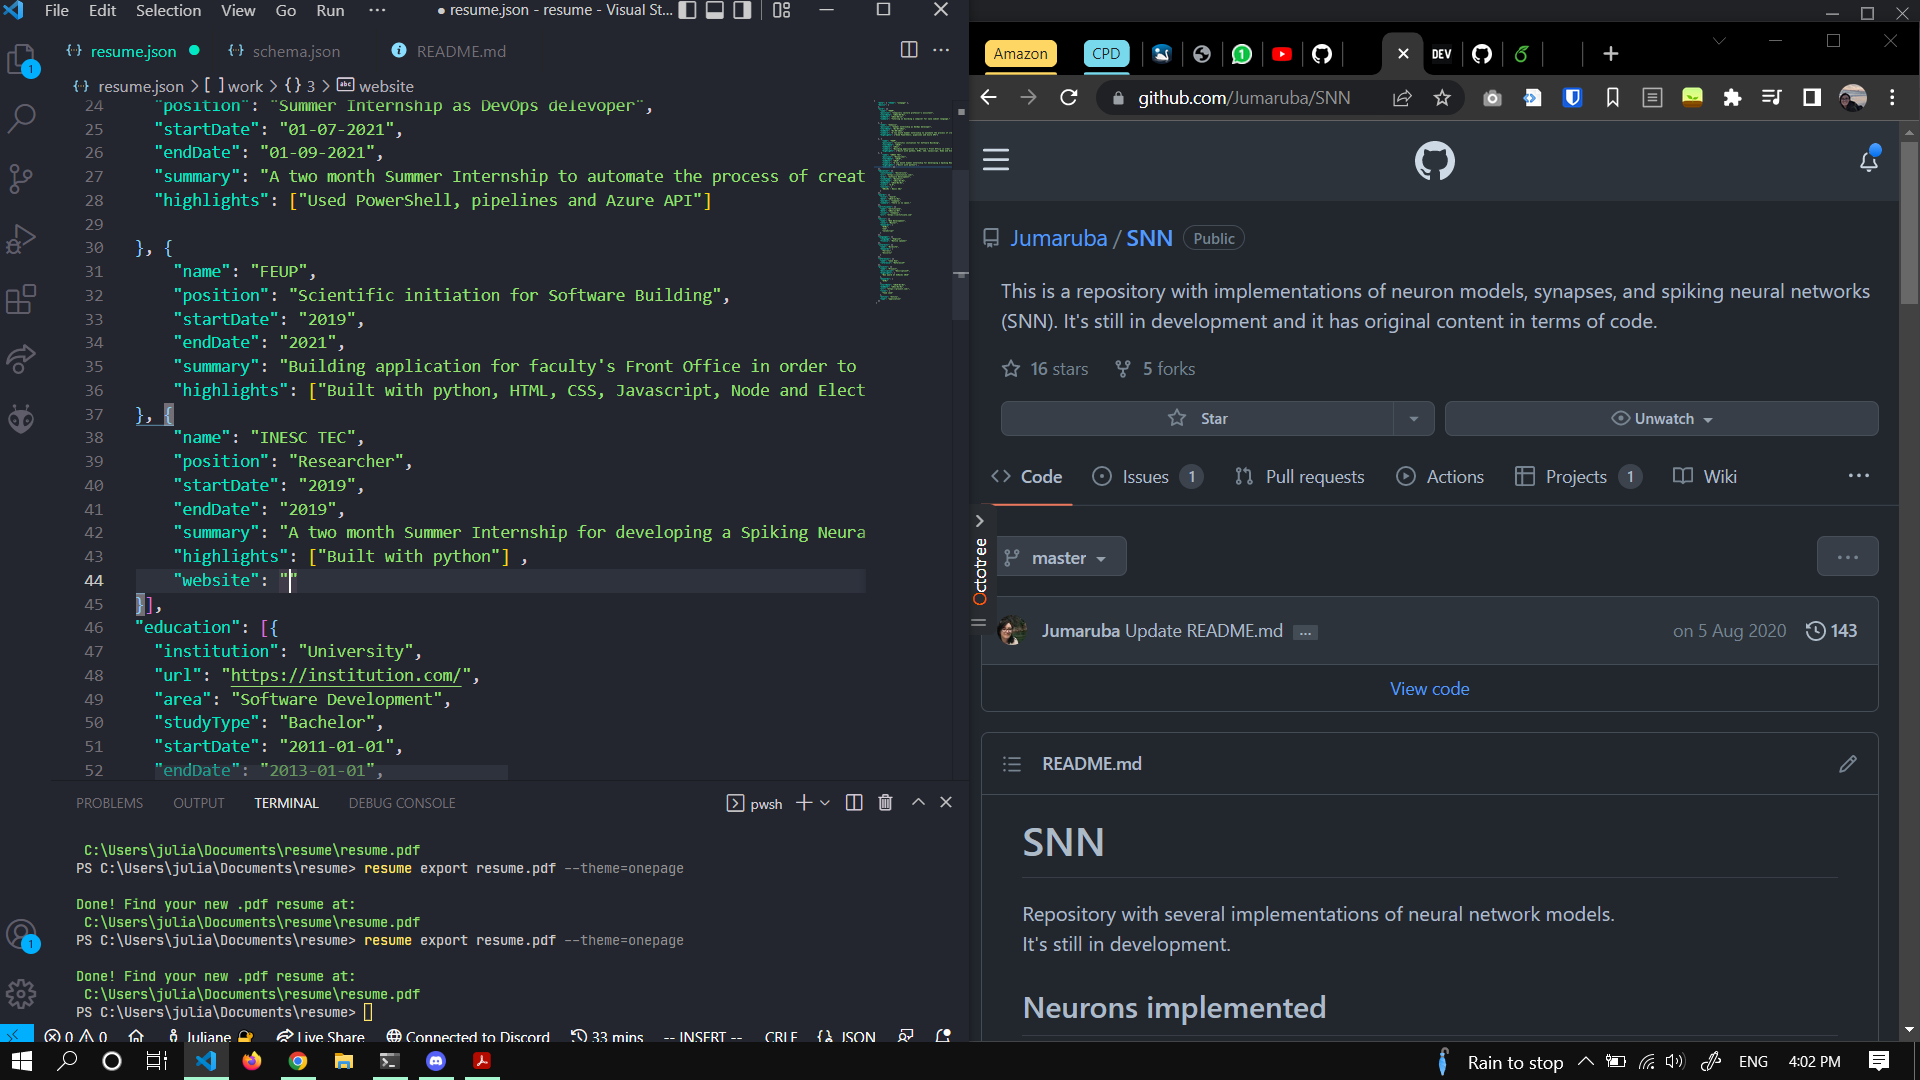 File Edit Selection View Go Run ··· ● resume.json - resume - Visual St...
resume.json ● schema.json README.md ···
resume.json > [ ] work > {} 3 > website
24 "position": "Summer Internship as DevOps delevoper",
25 "startDate": "01-07-2021",
26 "endDate": "01-09-2021",
27 "summary": "A two month Summer Internship to automate the process of creat
28 "highlights": ["Used PowerShell, pipelines and Azure API"]
29
30 }, {
31 "name": "FEUP",
32 "position": "Scientific initiation for Software Building",
33 "startDate": "2019",
34 "endDate": "2021",
35 "summary": "Building application for faculty's Front Office in order to
36 "highlights": ["Built with python, HTML, CSS, Javascript, Node and Elect
37 }, {
38 "name": "INESC TEC",
39 "position": "Researcher",
40 "startDate": "2019",
41 "endDate": "2019",
42 "summary": "A two month Summer Internship for developing a Spiking Neura
43 "highlights": ["Built with python"] ,
44 "website": ""
45 }],
46 "education": [{
47 "institution": "University",
48 "url": "https://institution.com/",
49 "area": "Software Development",
50 "studyType": "Bachelor",
51 "startDate": "2011-01-01",
52 "endDate": "2013-01-01",
PROBLEMS OUTPUT TERMINAL DEBUG CONSOLE pwsh
C:\Users\julia\Documents\resume\resume.pdf
PS C:\Users\julia\Documents\resume> resume export resume.pdf --theme=onepage
Done! Find your new .pdf resume at:
C:\Users\julia\Documents\resume\resume.pdf
PS C:\Users\julia\Documents\resume> resume export resume.pdf --theme=onepage
Done! Find your new .pdf resume at:
C:\Users\julia\Documents\resume\resume.pdf
PS C:\Users\julia\Documents\resume>
1
1
0 0 Juliane Live Share Connected to Discord 33 mins -- INSERT -- CRLF {} JSON
Amazon CPD 1 DEV
github.com/Jumaruba/SNN
Jumaruba / SNN Public
This is a repository with implementations of neuron models, synapses, and spiking neural networks
(SNN). It's still in development and it has original content in terms of code.
16 stars 5 forks
Star Unwatch
Code Issues 1 Pull requests Actions Projects 1 Wiki ···
Octotree
master ···
Jumaruba Update README.md ... on 5 Aug 2020 143
View code
README.md
SNN
Repository with several implementations of neural network models.
It's still in development.
Neurons implemented
Rain to stop ENG 4:02 PM